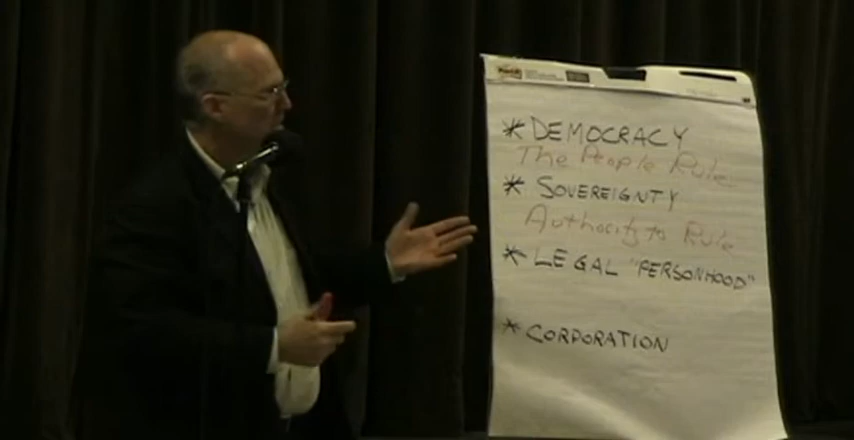 * DEMOCRACY
The People Rule
* SOVEREIGNTY
Authority to Rule
* LEGAL "PERSONHOOD"
* CORPORATION